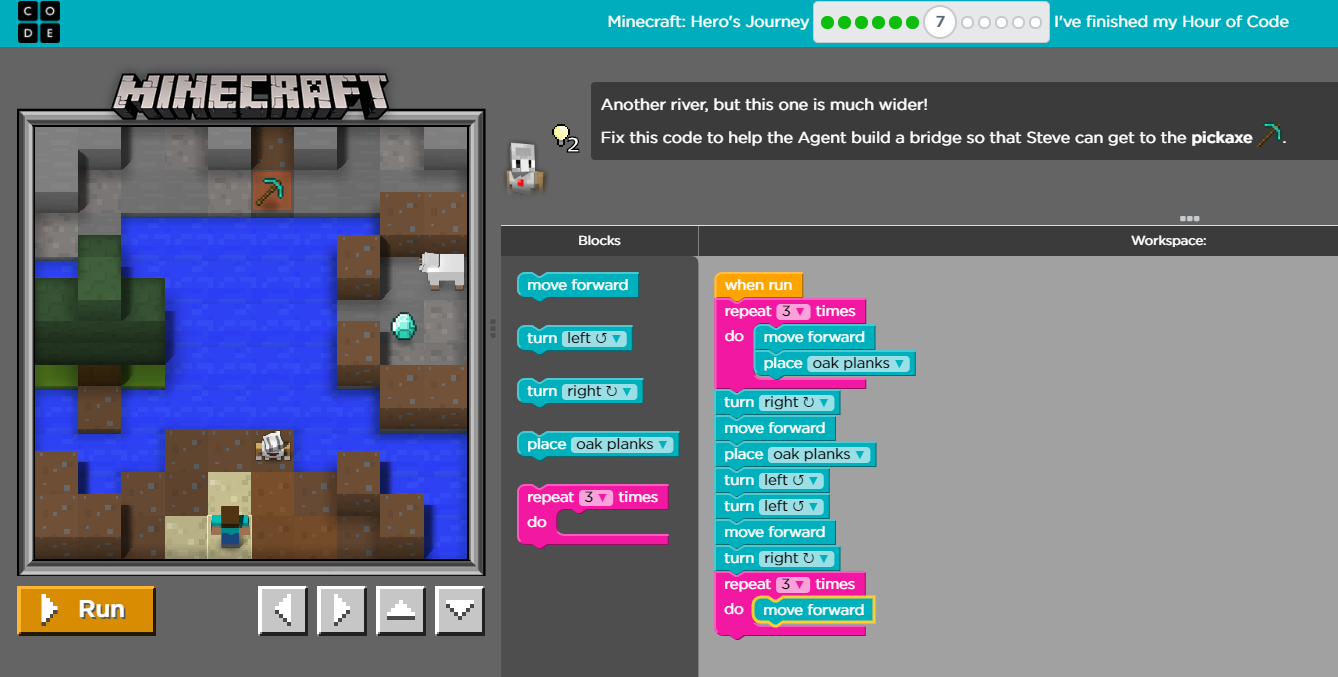 C O
D E
Minecraft: Hero's Journey 7 I've finished my Hour of Code
MINECRAFT
Another river, but this one is much wider!
2
Fix this code to help the Agent build a bridge so that Steve can get to the pickaxe .
Blocks
Workspace:
move forward
turn left ↺ ▼
turn right ↻ ▼
place oak planks ▼
repeat 3 ▼ times
do
when run
repeat 3 ▼ times
do move forward
place oak planks ▼
turn right ↻ ▼
move forward
place oak planks ▼
turn left ↺ ▼
turn left ↺ ▼
move forward
turn right ↻ ▼
repeat 3 ▼ times
do move forward
Run